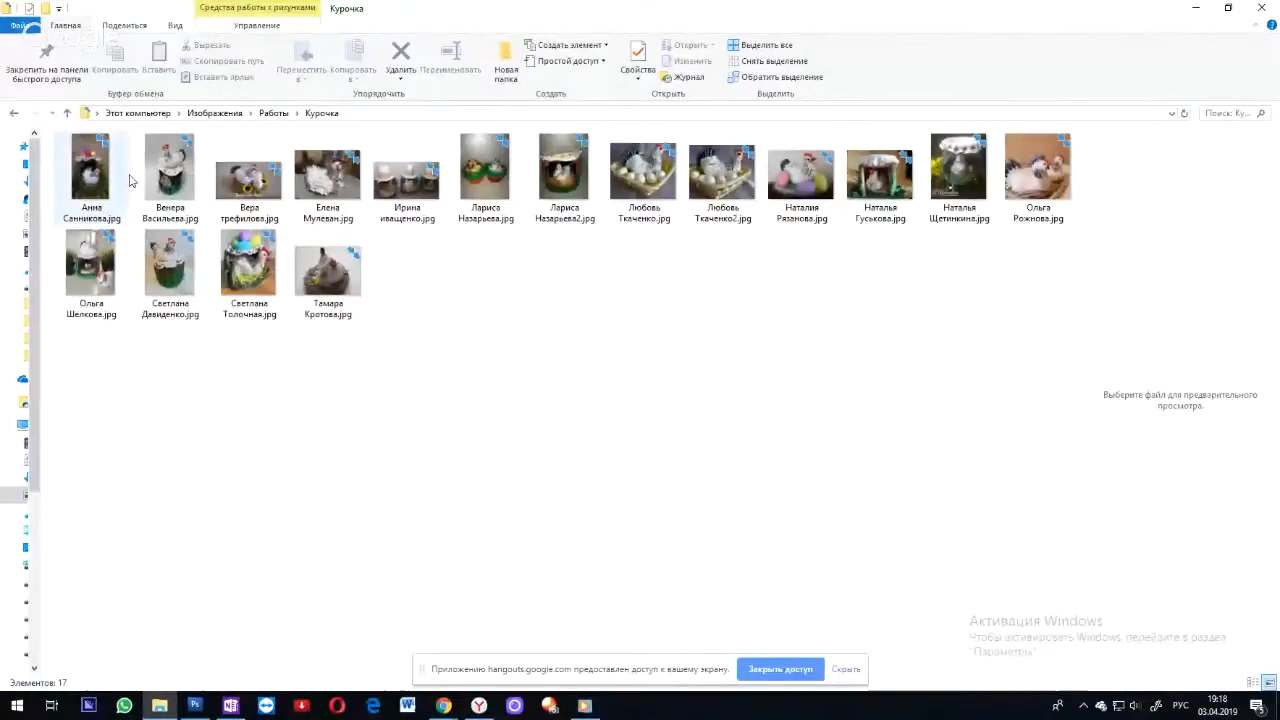 Средства работы с рисунками
Курочка
Файл
Главная
Поделиться
Вид
Управление
Закрепить на панели
быстрого доступа
Копировать
Вставить
Вырезать
Скопировать путь
Вставить ярлык
Буфер обмена
Переместить
в
Копировать
в
Удалить
Переименовать
Упорядочить
Новая
папка
Создать элемент
Простой доступ
Создать
Свойства
Открыть
Изменить
Журнал
Открыть
Выделить все
Снять выделение
Обратить выделение
Выделить
Этот компьютер > Изображения > Работы > Курочка
Поиск: Ку...
Анна
Санникова.jpg
Венера
Васильева.jpg
Вера
трефилова.jpg
Елена
Мулеван.jpg
Ирина
иващенко.jpg
Лариса
Назарьева.jpg
Лариса
Назарьева2.jpg
Любовь
Ткаченко.jpg
Любовь
Ткаченко2.jpg
Наталия
Рязанова.jpg
Наталья
Гуськова.jpg
Наталья
Щетинкина.jpg
Ольга
Рожнова.jpg
Ольга
Шелкова.jpg
Светлана
Давиденко.jpg
Светлана
Толочная.jpg
Тамара
Кротова.jpg
Выберите файл для предварительного
просмотра.
Активация Windows
Чтобы активировать Windows, перейдите в раздел
"Параметры"
Приложению hangouts.google.com предоставлен доступ к вашему экрану.
Закрыть доступ
Скрыть
Элементов: 17
РУС
19:18
03.04.2019